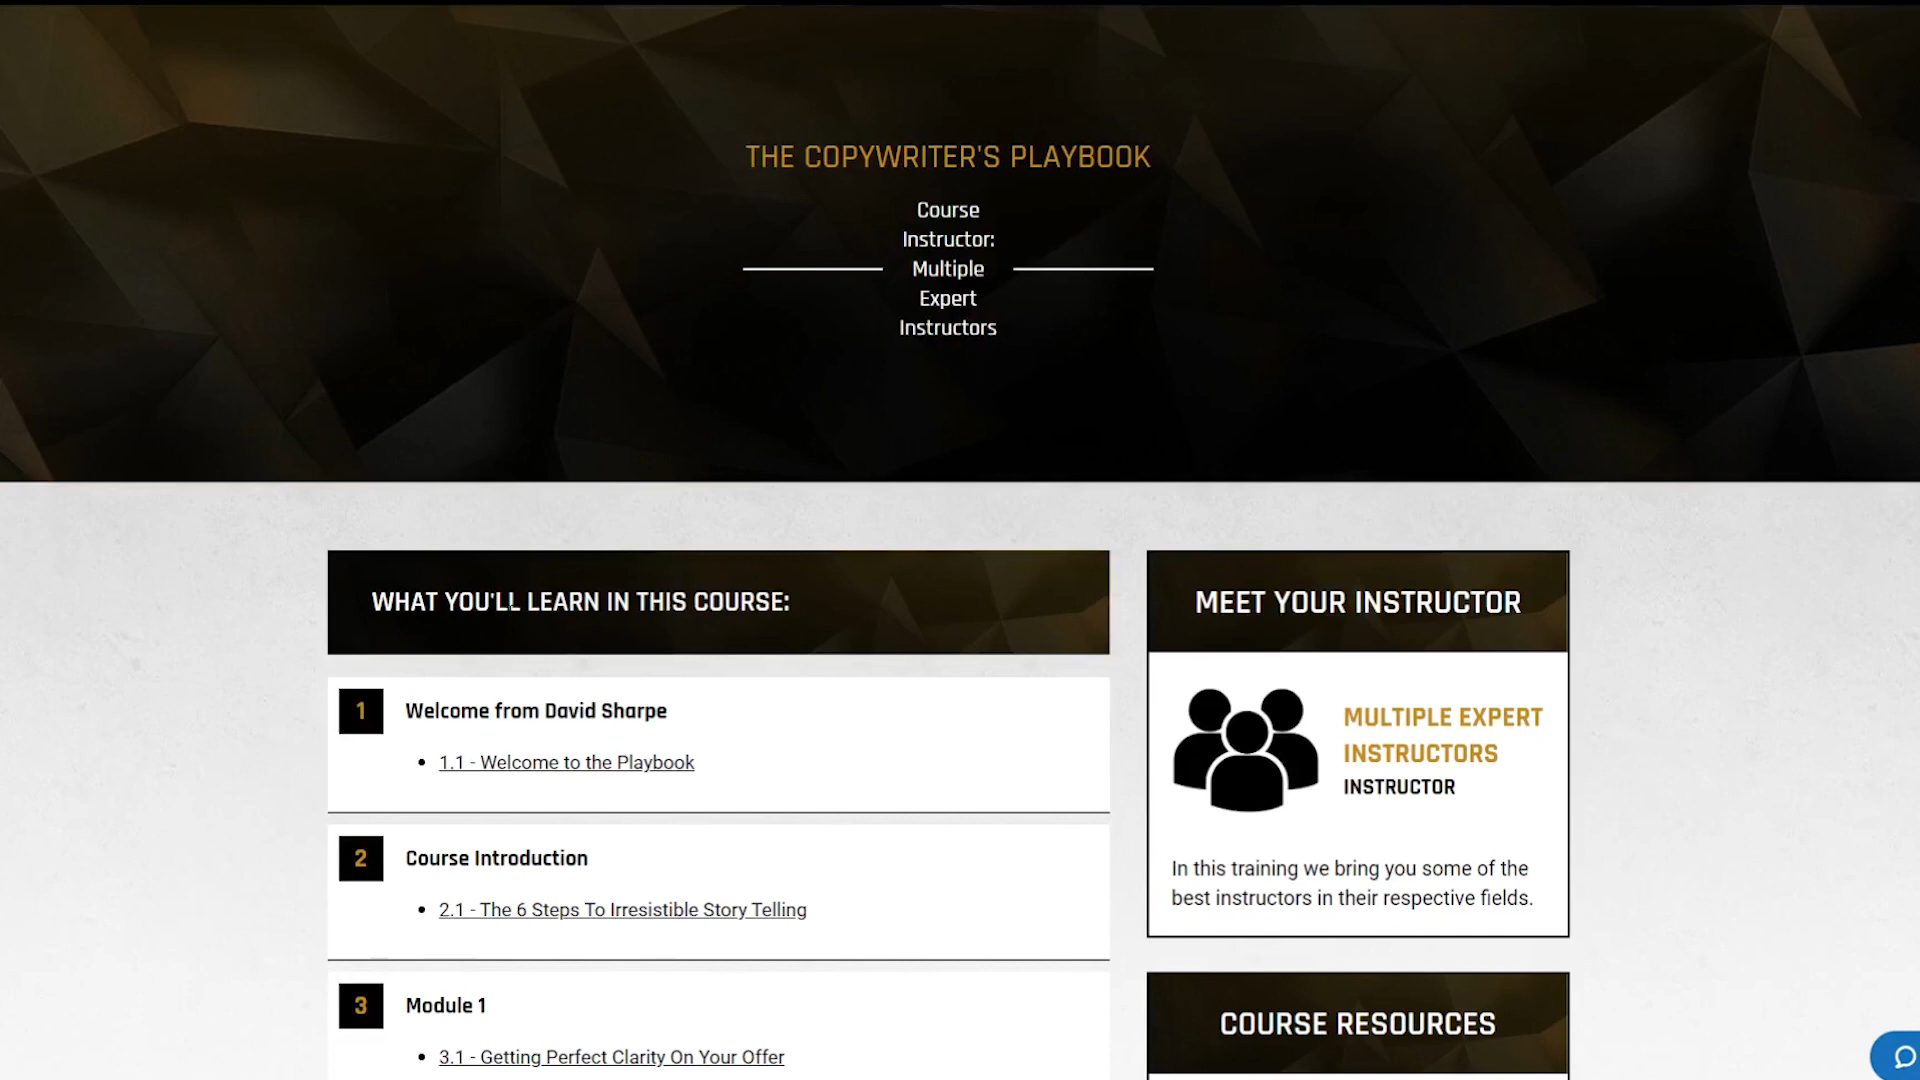 THE COPYWRITER'S PLAYBOOK
Course
Instructor:
Multiple
Expert
Instructors
WHAT YOU'LL LEARN IN THIS COURSE:
1
Welcome from David Sharpe
1.1 - Welcome to the Playbook
2
Course Introduction
2.1 - The 6 Steps To Irresistible Story Telling
3
Module 1
3.1 - Getting Perfect Clarity On Your Offer
MEET YOUR INSTRUCTOR
MULTIPLE EXPERT
INSTRUCTORS
INSTRUCTOR
In this training we bring you some of the
best instructors in their respective fields.
COURSE RESOURCES